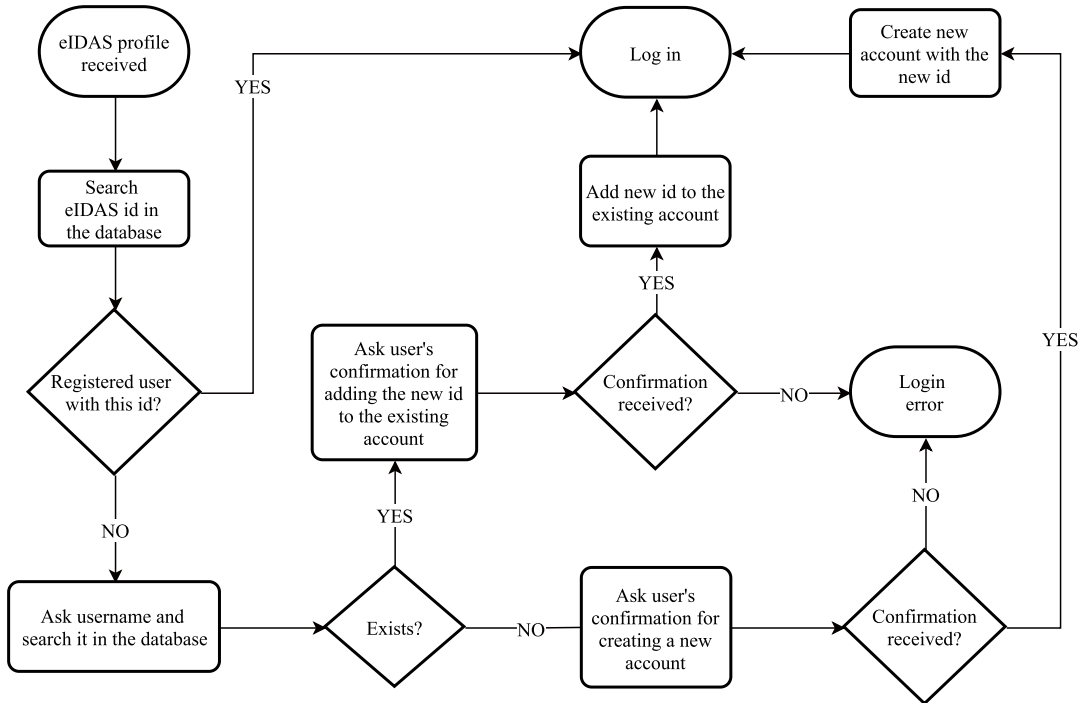 eIDAS profile
received
Log in
Create new
account with the
new id
YES
Search
eIDAS id in
the database
Add new id to the
existing account
YES
Registered user
with this id?
Ask user's
confirmation for
adding the new id
to the existing
account
Confirmation
received?
NO
Login
error
YES
NO
YES
NO
Ask username and
search it in the database
Exists?
NO
Ask user's
confirmation for
creating a new
account
Confirmation
received?